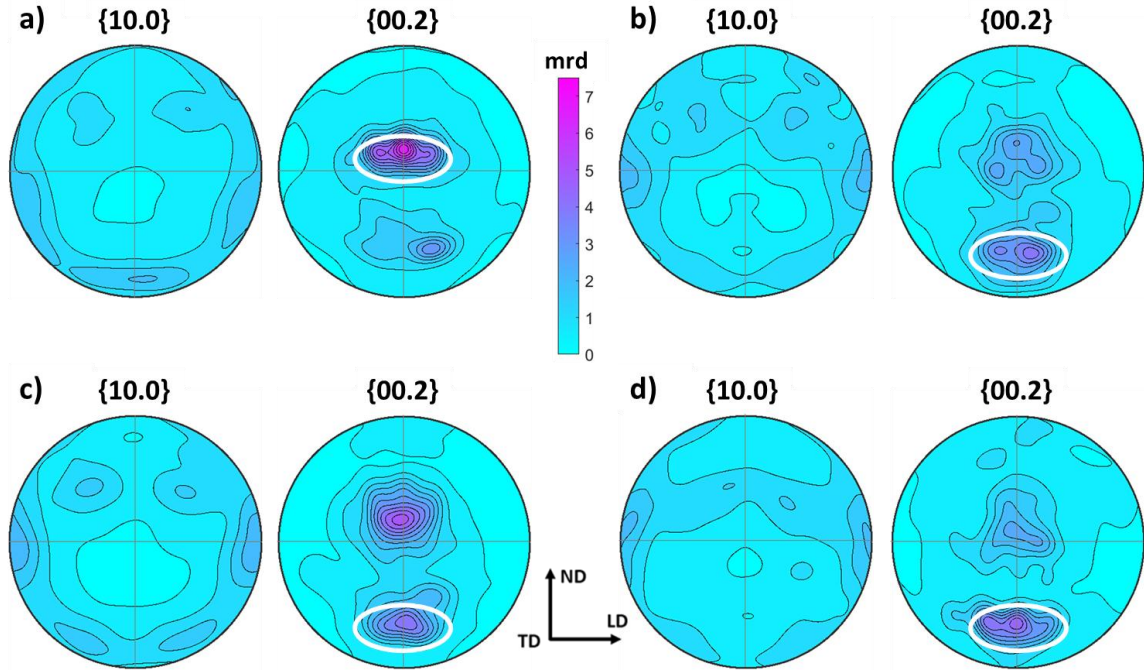 a) {10.0} {00.2}
b) {10.0} {00.2}
mrd
7
6
5
4
3
2
1
0
c) {10.0} {00.2}
d) {10.0} {00.2}
ND
LD
TD